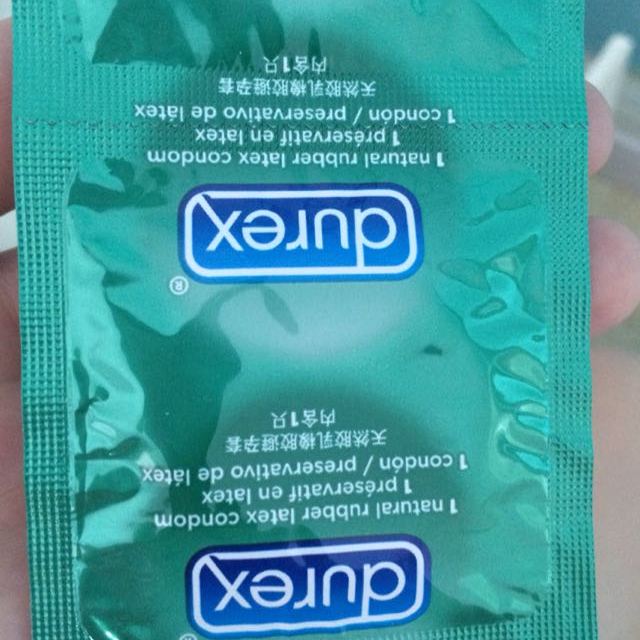 durex®
1 natural rubber latex condom
1 préservatif en latex
1 condón / preservativo de látex
天然胶乳橡胶避孕套
内含1只
durex®
1 natural rubber latex condom
1 préservatif en latex
1 condón / preservativo de látex
天然胶乳橡胶避孕套
内含1只